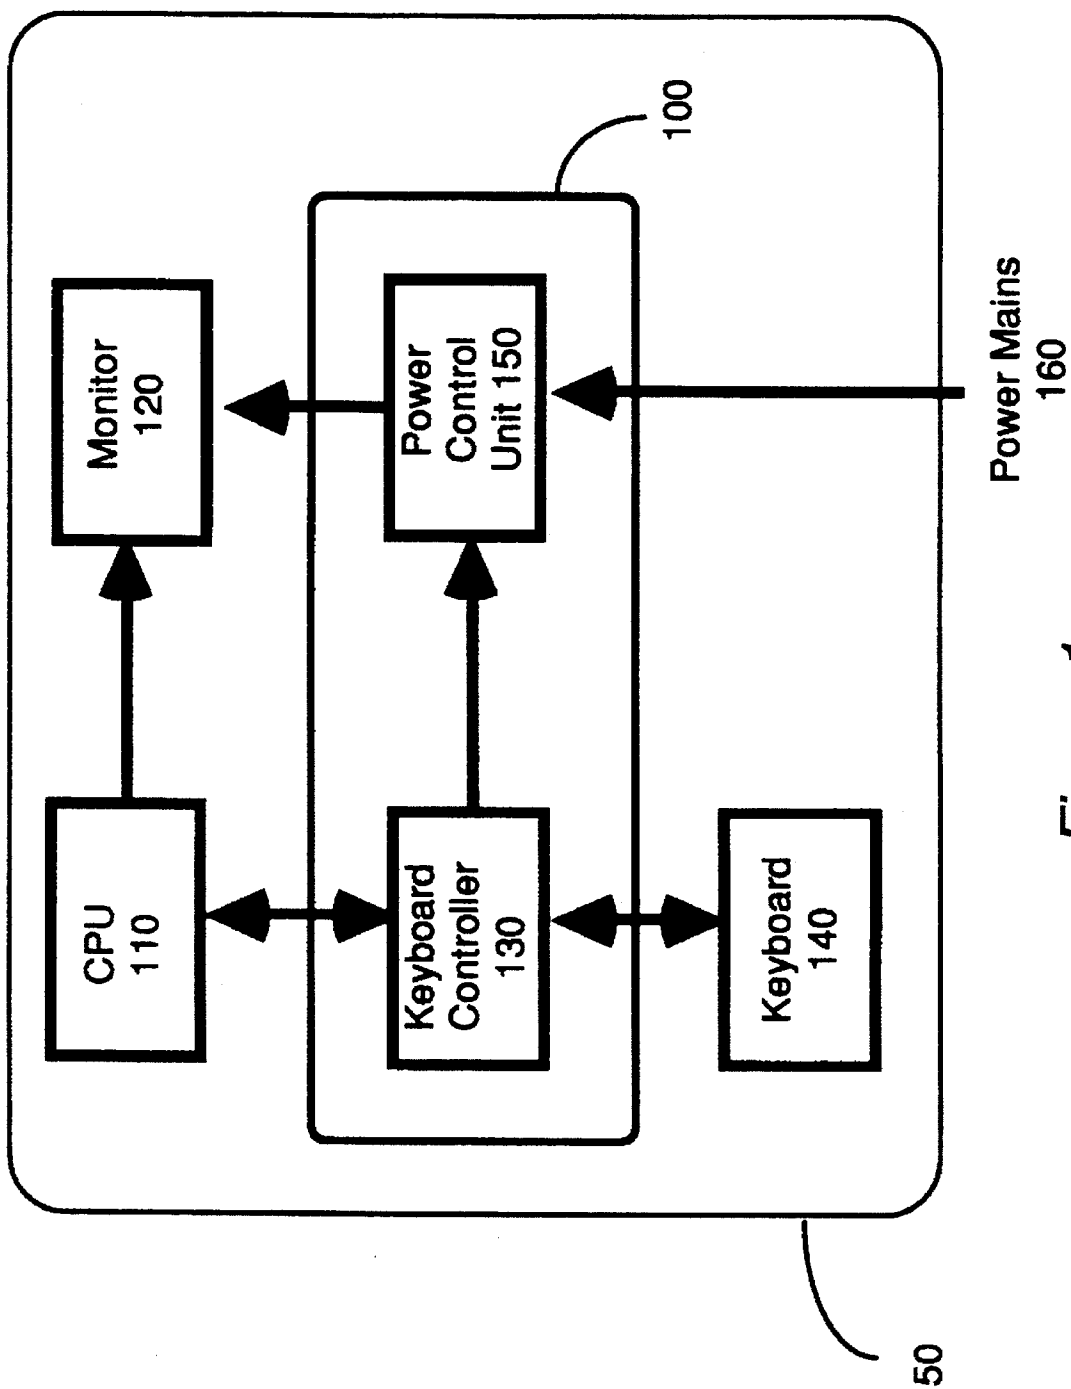 CPU
110
Monitor
120
Keyboard
Controller
130
Power
Control
Unit 150
100
Keyboard
140
50
Power Mains
160